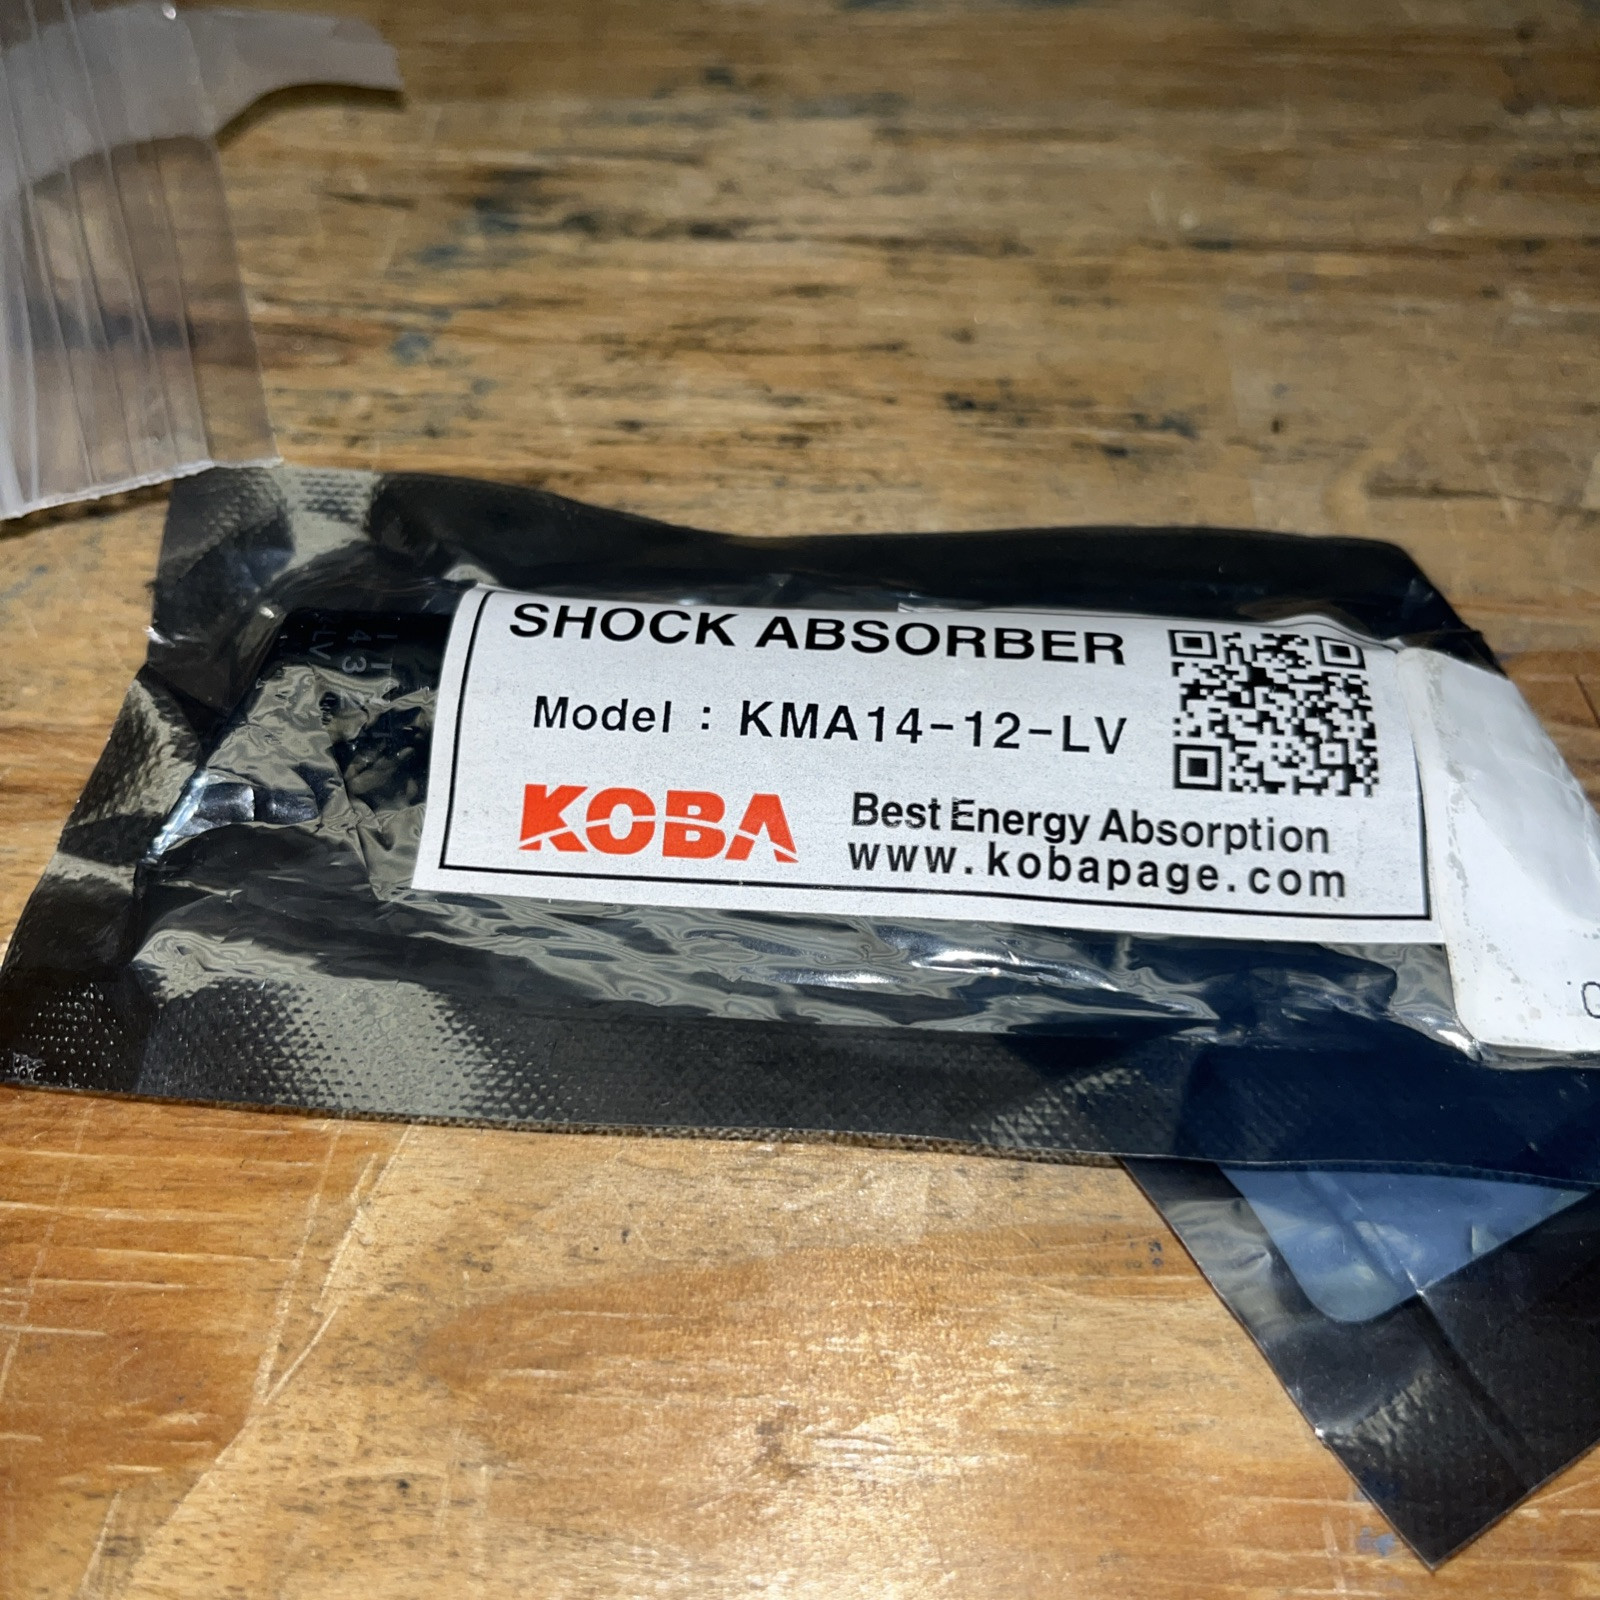 SHOCK ABSORBER
Model : KMA14-12-LV
KOBA
Best Energy Absorption
www.kobapage.com